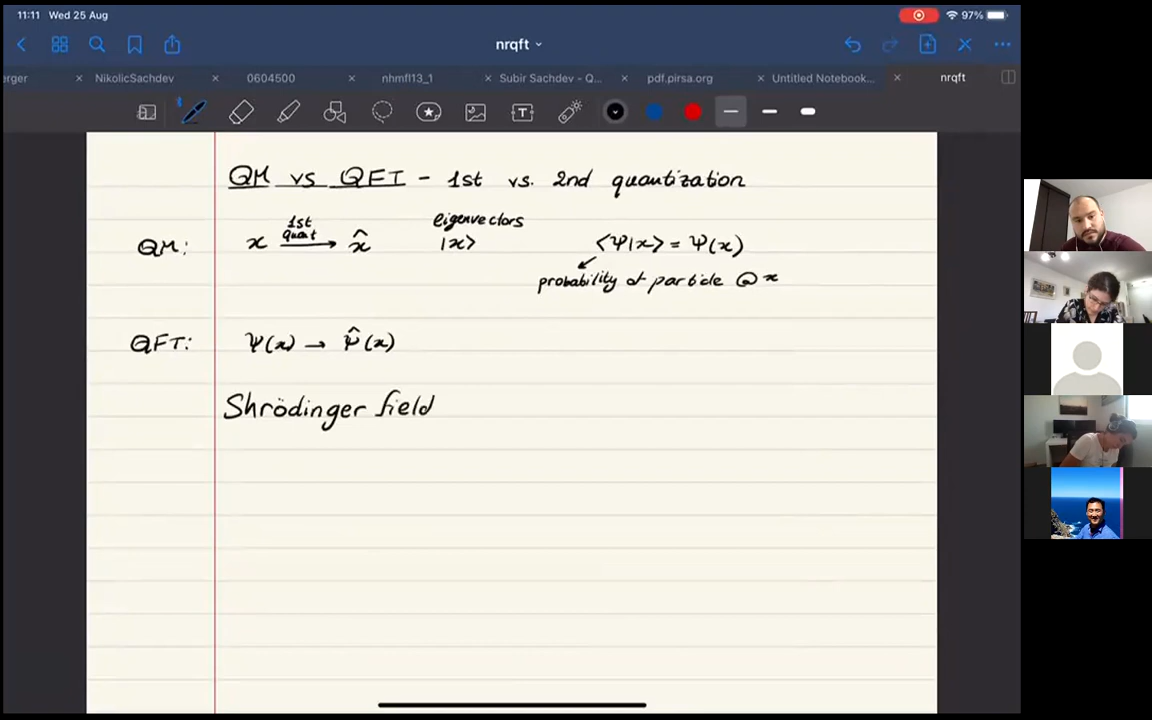 11:11 Wed 25 Aug
97%
nrqft
erger
NikolicSachdev
0604500
nhmfl13_1
Subir Sachdev - Q...
pdf.pirsa.org
Untitled Notebook...
nrqft
QM vs QFT - 1st vs. 2nd quantization
1st
quant
eigenvectors
QM: x → x̂ |x⟩ ⟨Ψ|x⟩ = Ψ(x)
probability of particle @ x
QFT: Ψ(x) → Ψ̂(x)
Shrödinger field